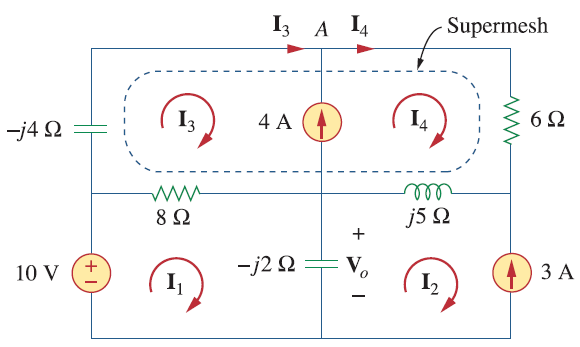 I3 A I4 Supermesh
−j4 Ω I3 4 A I4 6 Ω
8 Ω j5 Ω
10 V + − I1 −j2 Ω + Vo − I2 3 A